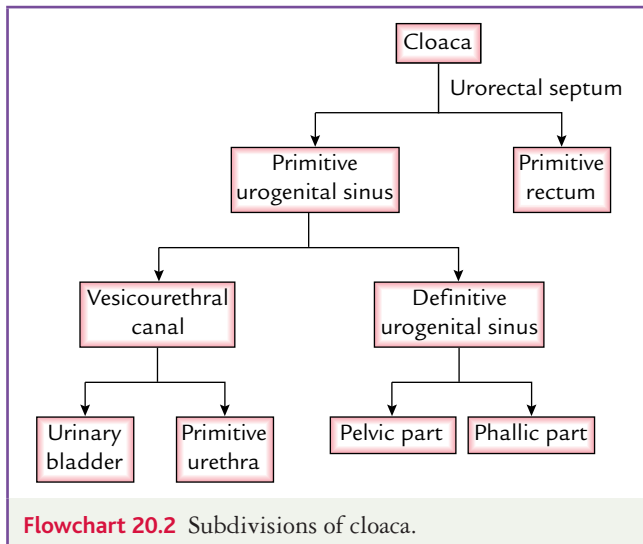 Cloaca
Urorectal septum
Primitive
urogenital sinus
Primitive
rectum
Vesicourethral
canal
Definitive
urogenital sinus
Urinary
bladder
Primitive
urethra
Pelvic part
Phallic part
Flowchart 20.2 Subdivisions of cloaca.